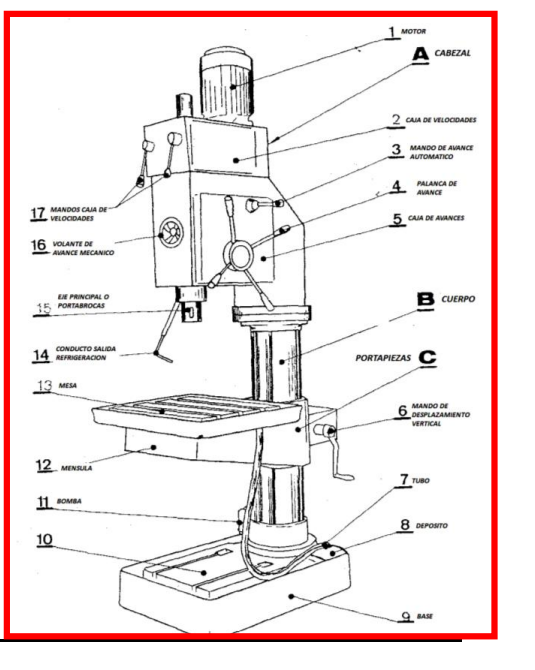 1 MOTOR
A CABEZAL
2 CAJA DE VELOCIDADES
3 MANDO DE AVANCE
AUTOMATICO
4 PALANCA DE
AVANCE
17 MANDOS CAJA DE
VELOCIDADES
5 CAJA DE AVANCES
16 VOLANTE DE
AVANCE MECANICO
EJE PRINCIPAL O
15 PORTABROCAS
B CUERPO
14 CONDUCTO SALIDA
REFRIGERACION
PORTAPIEZAS C
13 MESA
6 MANDO DE
DESPLAZAMIENTO
VERTICAL
12 MENSULA
7 TUBO
11 BOMBA
8 DEPOSITO
10
9 BASE